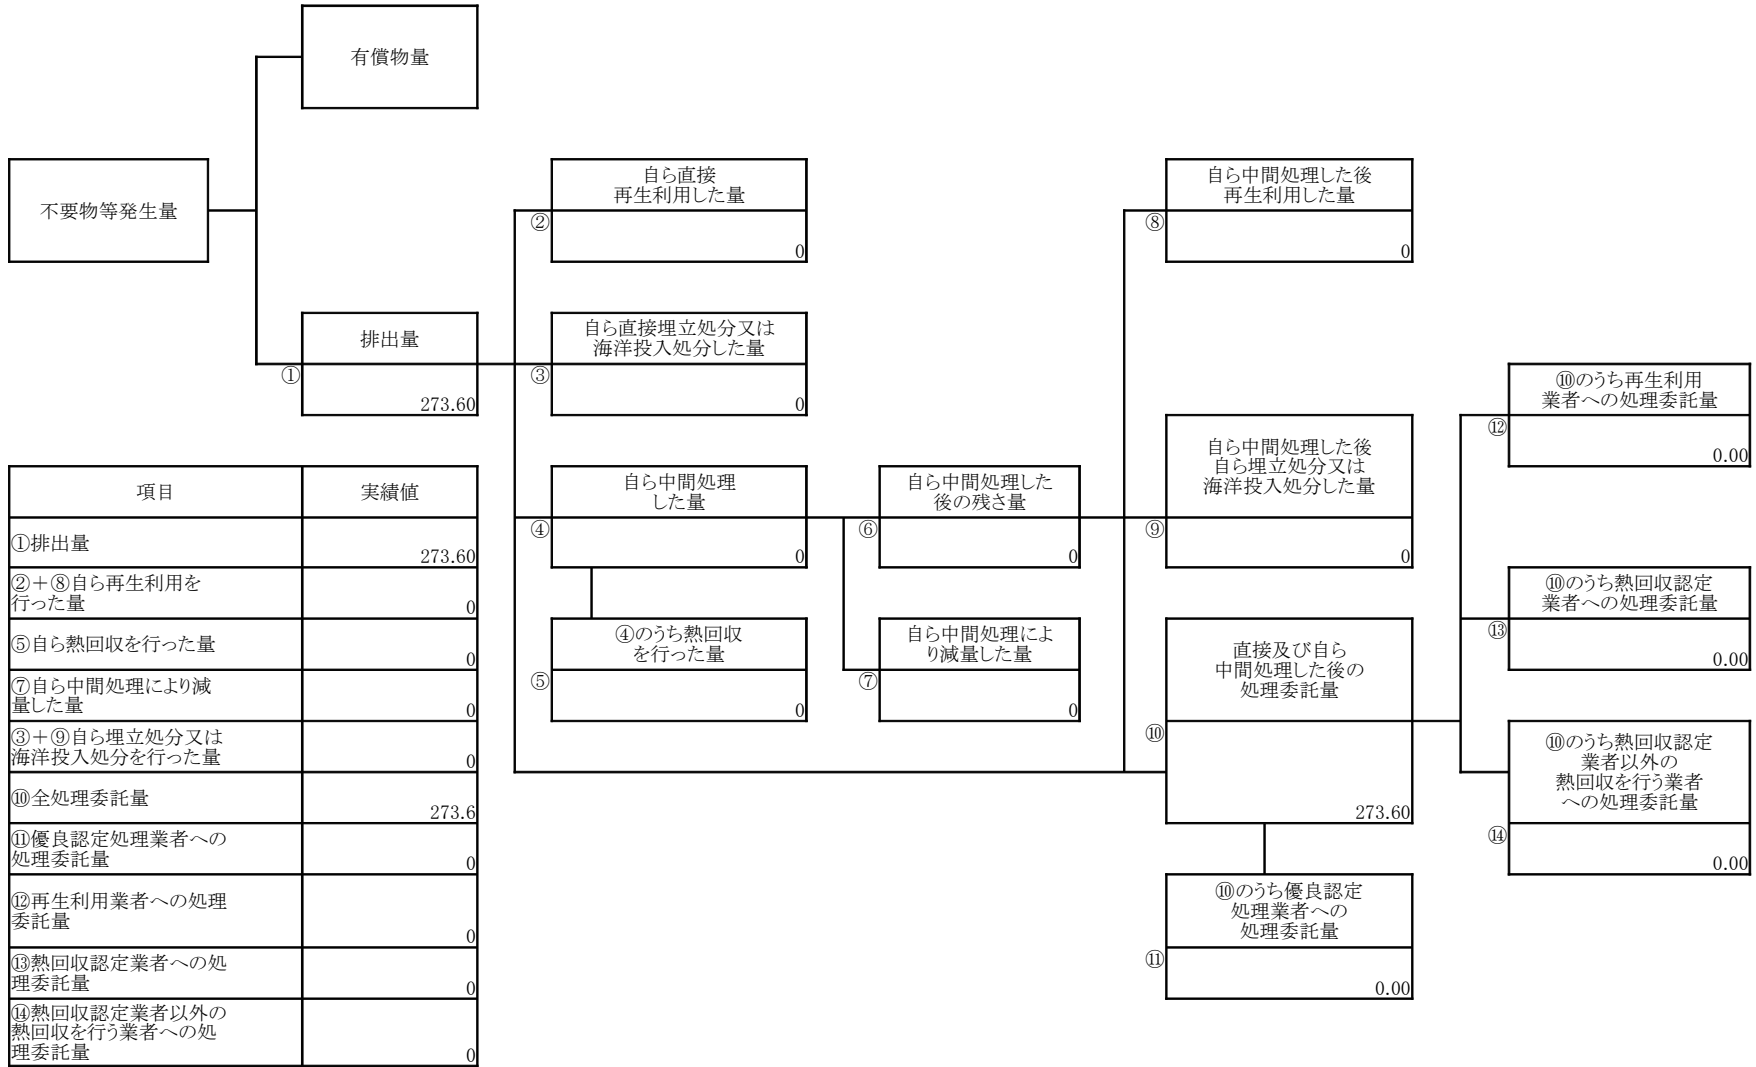 有償物量
不要物等発生量
自ら直接
再生利用した量
②
0
自ら中間処理した後
再生利用した量
⑧
0
排出量
①
273.60
自ら直接埋立処分又は
海洋投入処分した量
③
0
⑩のうち再生利用
業者への処理委託量
⑫
0.00
自ら中間処理
した量
④
0
自ら中間処理した
後の残さ量
⑥
0
自ら中間処理した後
自ら埋立処分又は
海洋投入処分した量
⑨
0
⑩のうち熱回収認定
業者への処理委託量
⑬
0.00
④のうち熱回収
を行った量
⑤
0
自ら中間処理によ
り減量した量
⑦
0
直接及び自ら
中間処理した後の
処理委託量
⑩
273.60
⑩のうち熱回収認定
業者以外の
熱回収を行う業者
への処理委託量
⑭
0.00
⑩のうち優良認定
処理業者への
処理委託量
⑪
0.00
項目 実績値
①排出量
273.60
②+⑧自ら再生利用を
行った量
0
⑤自ら熱回収を行った量
0
⑦自ら中間処理により減
量した量
0
③+⑨自ら埋立処分又は
海洋投入処分を行った量
0
⑩全処理委託量
273.6
⑪優良認定処理業者への
処理委託量
0
⑫再生利用業者への処理
委託量
0
⑬熱回収認定業者への処
理委託量
0
⑭熱回収認定業者以外の
熱回収を行う業者への処
理委託量
0